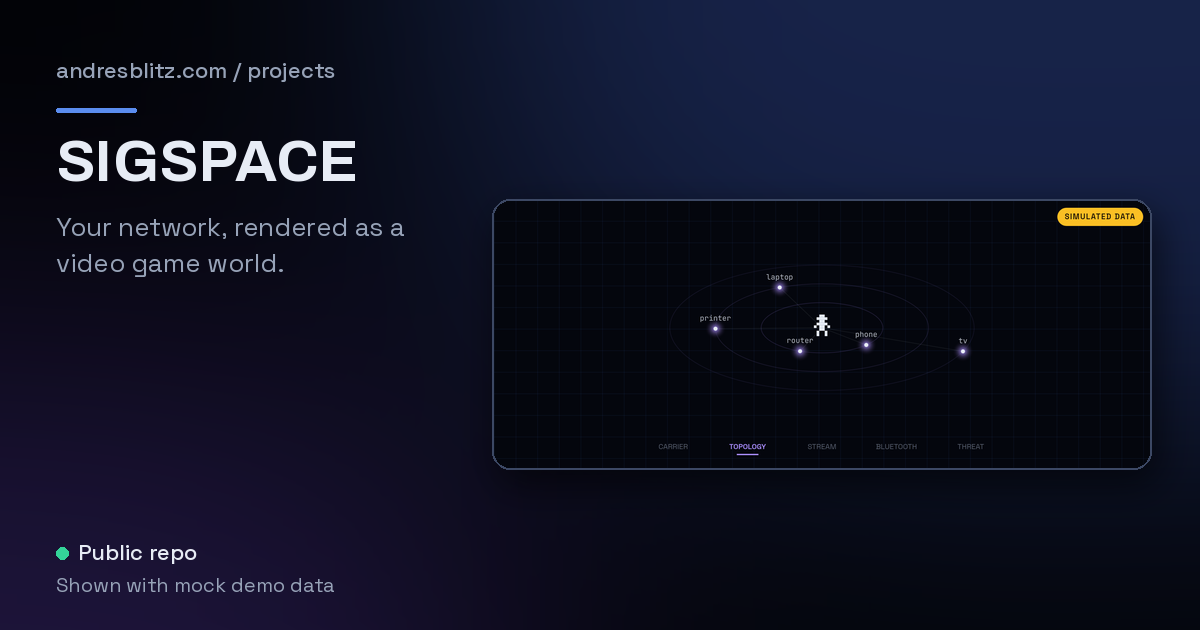 andresblitz.com / projects
SIGSPACE
Your network, rendered as a
video game world.
SIMULATED DATA
laptop
printer
router
phone
tv
CARRIER
TOPOLOGY
STREAM
BLUETOOTH
THREAT
Public repo
Shown with mock demo data